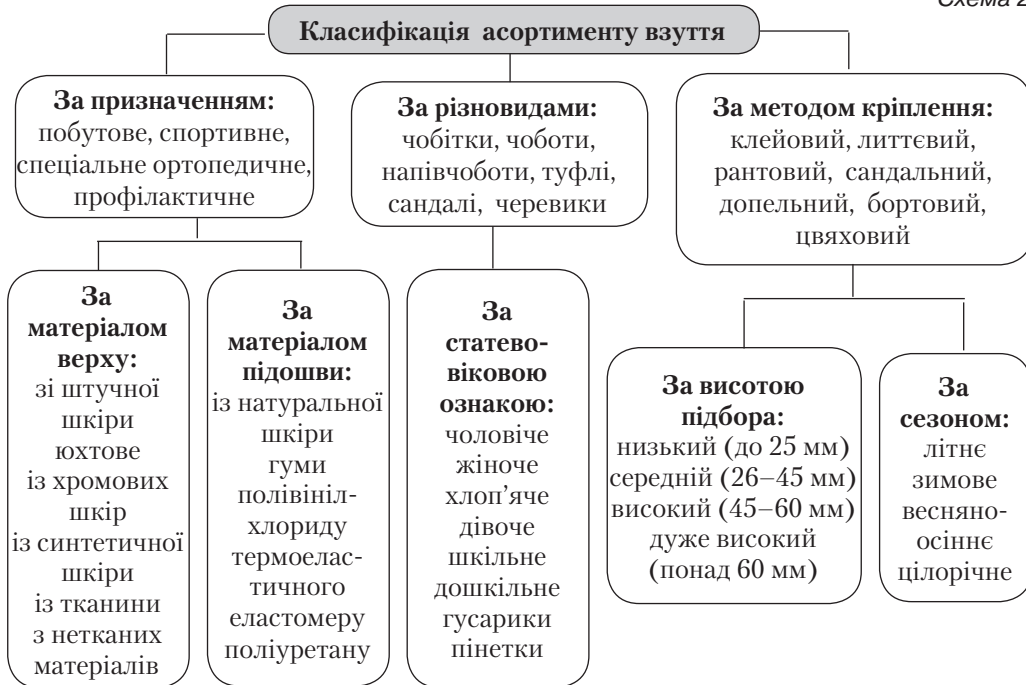 Схема 2
Класифікація асортименту взуття
За призначенням:
побутове, спортивне,
спеціальне ортопедичне,
профілактичне
За різновидами:
чобітки, чоботи,
напівчоботи, туфлі,
сандалі, черевики
За методом кріплення:
клейовий, литтєвий,
рантовий, сандальний,
допельний, бортовий,
цвяховий
За
матеріалом
верху:
зі штучної
шкіри
юхтове
із хромових
шкір
із синтетичної
шкіри
із тканини
з нетканих
матеріалів
За
матеріалом
підошви:
із натуральної
шкіри
гуми
полівініл-
хлориду
термоелас-
тичного
еластомеру
поліуретану
За
статево-
віковою
ознакою:
чоловіче
жіноче
хлоп'яче
дівоче
шкільне
дошкільне
гусарики
пінетки
За висотою
підбора:
низький (до 25 мм)
середній (26–45 мм)
високий (45–60 мм)
дуже високий
(понад 60 мм)
За
сезоном:
літнє
зимове
весняно-
осіннє
цілорічне